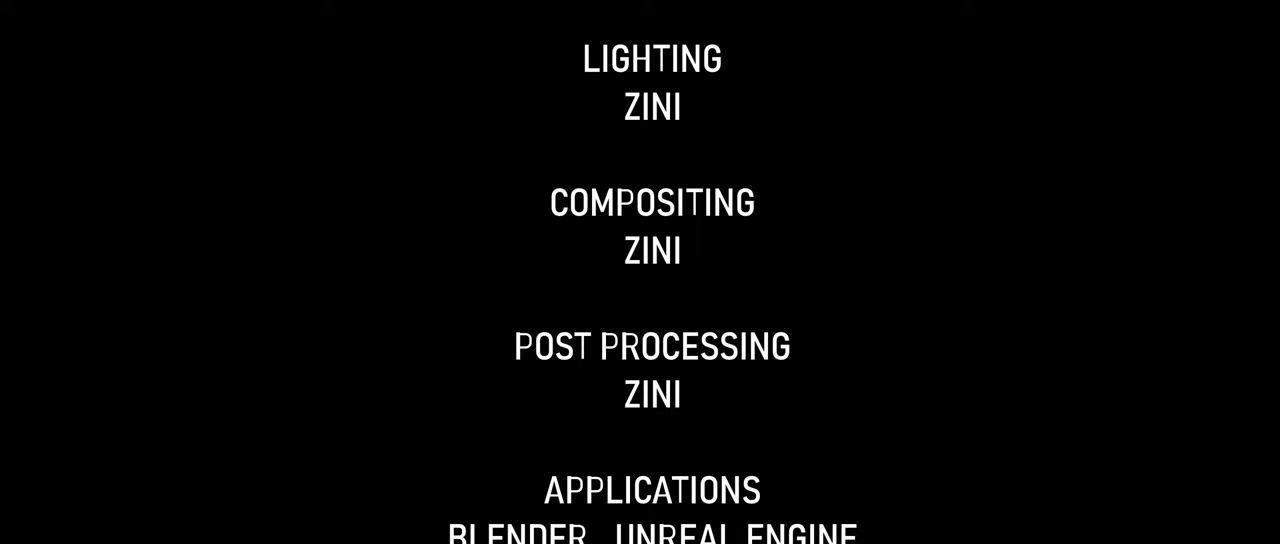 LIGHTING
ZINI
COMPOSITING
ZINI
POST PROCESSING
ZINI
APPLICATIONS
BLENDER, UNREAL ENGINE